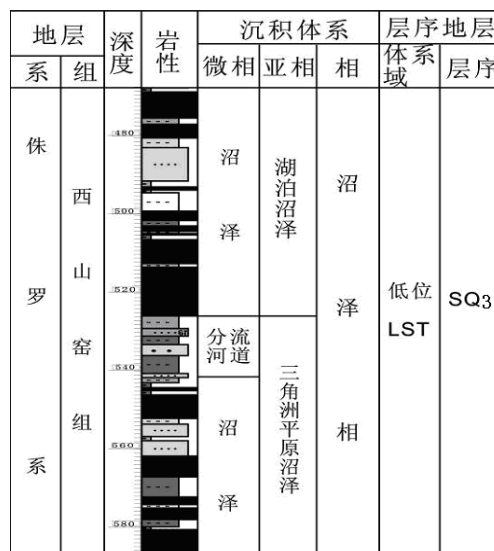 地层
深度
岩性
沉积体系
层序地层
系
组
微相
亚相
相
体系域
层序
侏罗系
西山窑组
480
500
520
540
560
580
沼泽
分流河道
沼泽
湖泊沼泽
三角洲平原沼泽
沼泽相
低位
LST
SQ3